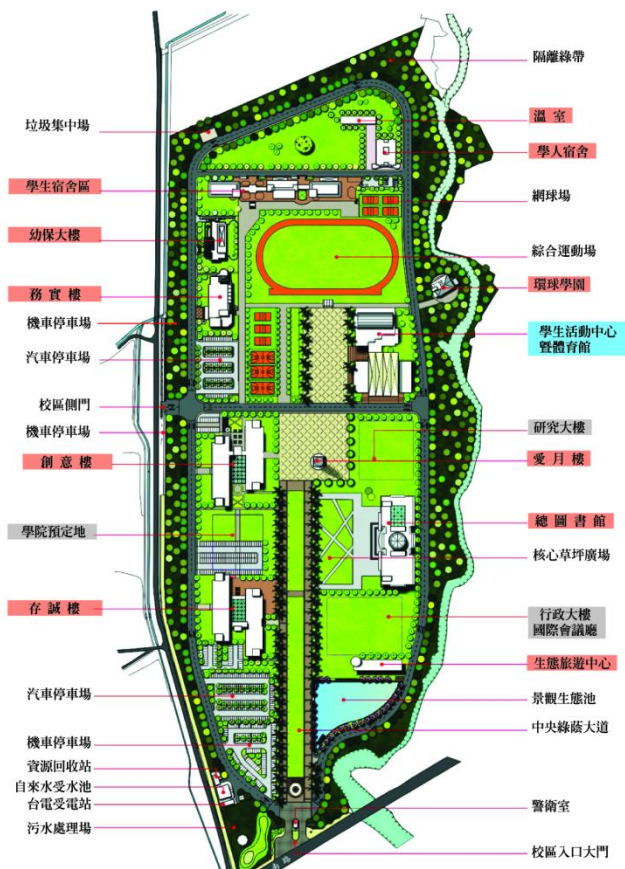 隔離綠帶
溫室
垃圾集中場
學人宿舍
學生宿舍區
網球場
幼保大樓
綜合運動場
務實樓
環球學園
機車停車場
學生活動中心
暨體育館
汽車停車場
校區側門
機車停車場
研究大樓
創意樓
愛月樓
總圖書館
學院預定地
核心草坪廣場
存誠樓
行政大樓
國際會議廳
生態旅遊中心
汽車停車場
景觀生態池
中央綠蔭大道
機車停車場
資源回收站
自來水受水池
台電受電站
警衛室
污水處理場
校區入口大門
路